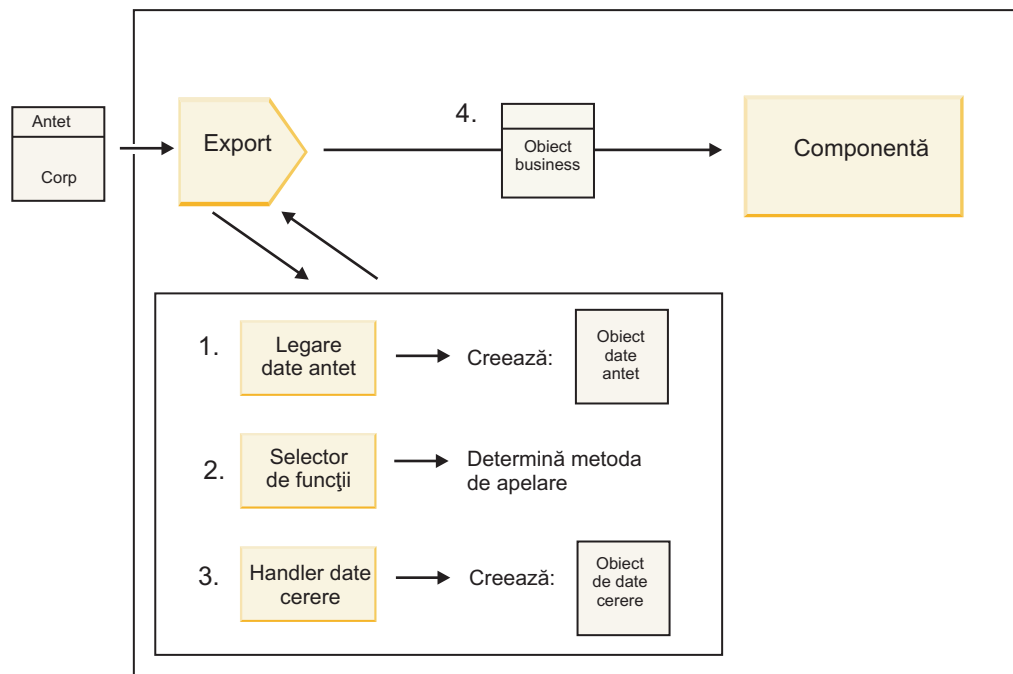 Antet
Corp
Export
4.
Obiect
business
Componentă
1.
Legare
date antet
Creează:
Obiect
date
antet
2.
Selector
de funcţii
Determină metoda
de apelare
3.
Handler date
cerere
Creează:
Obiect
de date
cerere